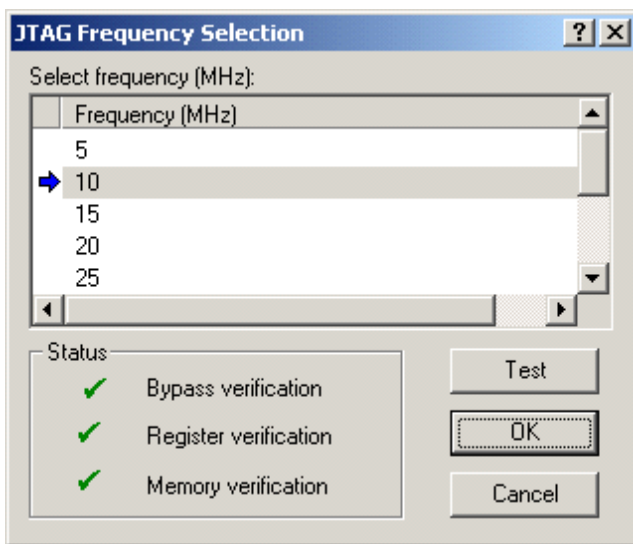 JTAG Frequency Selection
Select frequency (MHz):
Frequency (MHz)
5
10
15
20
25
Status
Bypass verification
Register verification
Memory verification
Test
OK
Cancel